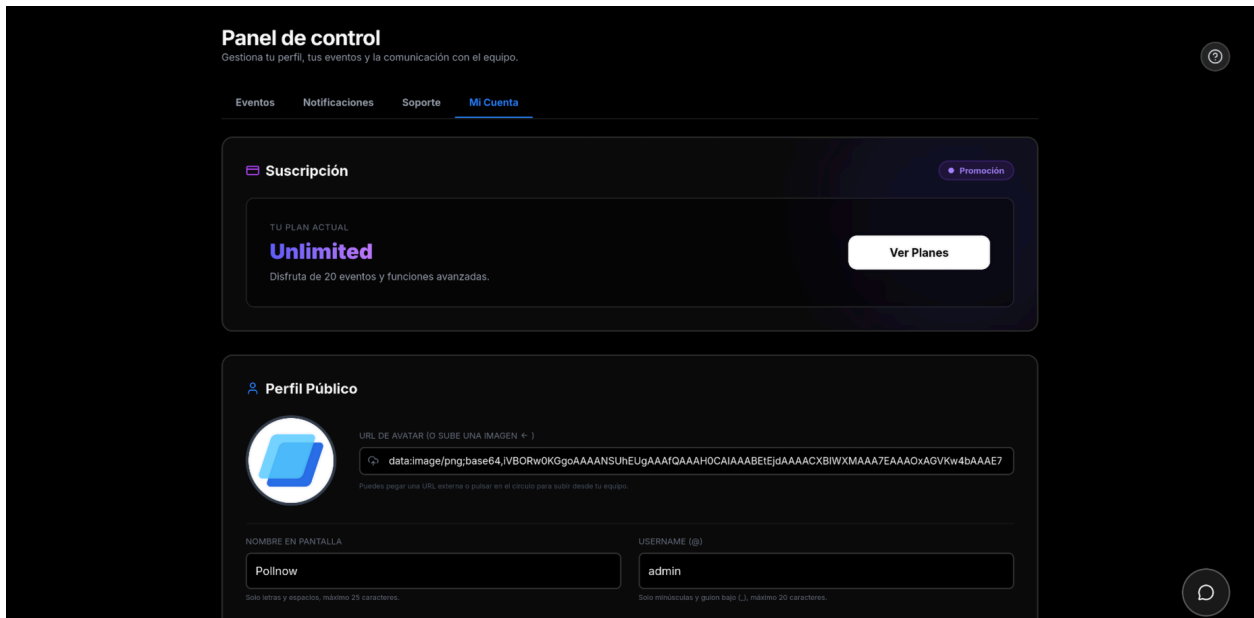 Panel de control
Gestiona tu perfil, tus eventos y la comunicación con el equipo.
Eventos Notificaciones Soporte Mi Cuenta
Suscripción
Promoción
TU PLAN ACTUAL
Unlimited
Disfruta de 20 eventos y funciones avanzadas.
Ver Planes
Perfil Público
URL DE AVATAR (O SUBE UNA IMAGEN ← )
data:image/png;base64,iVBORw0KGgoAAAANSUhEUgAAAfQAAAH0CAIAAABEtEjdAAAACXBIWXMAAA7EAAAOxAGVKw4bAAAE7
Puedes pegar una URL externa o pulsar en el círculo para subir desde tu equipo.
NOMBRE EN PANTALLA
Pollnow
Solo letras y espacios, máximo 25 caracteres.
USERNAME (@)
admin
Solo minúsculas y guion bajo (_), máximo 20 caracteres.